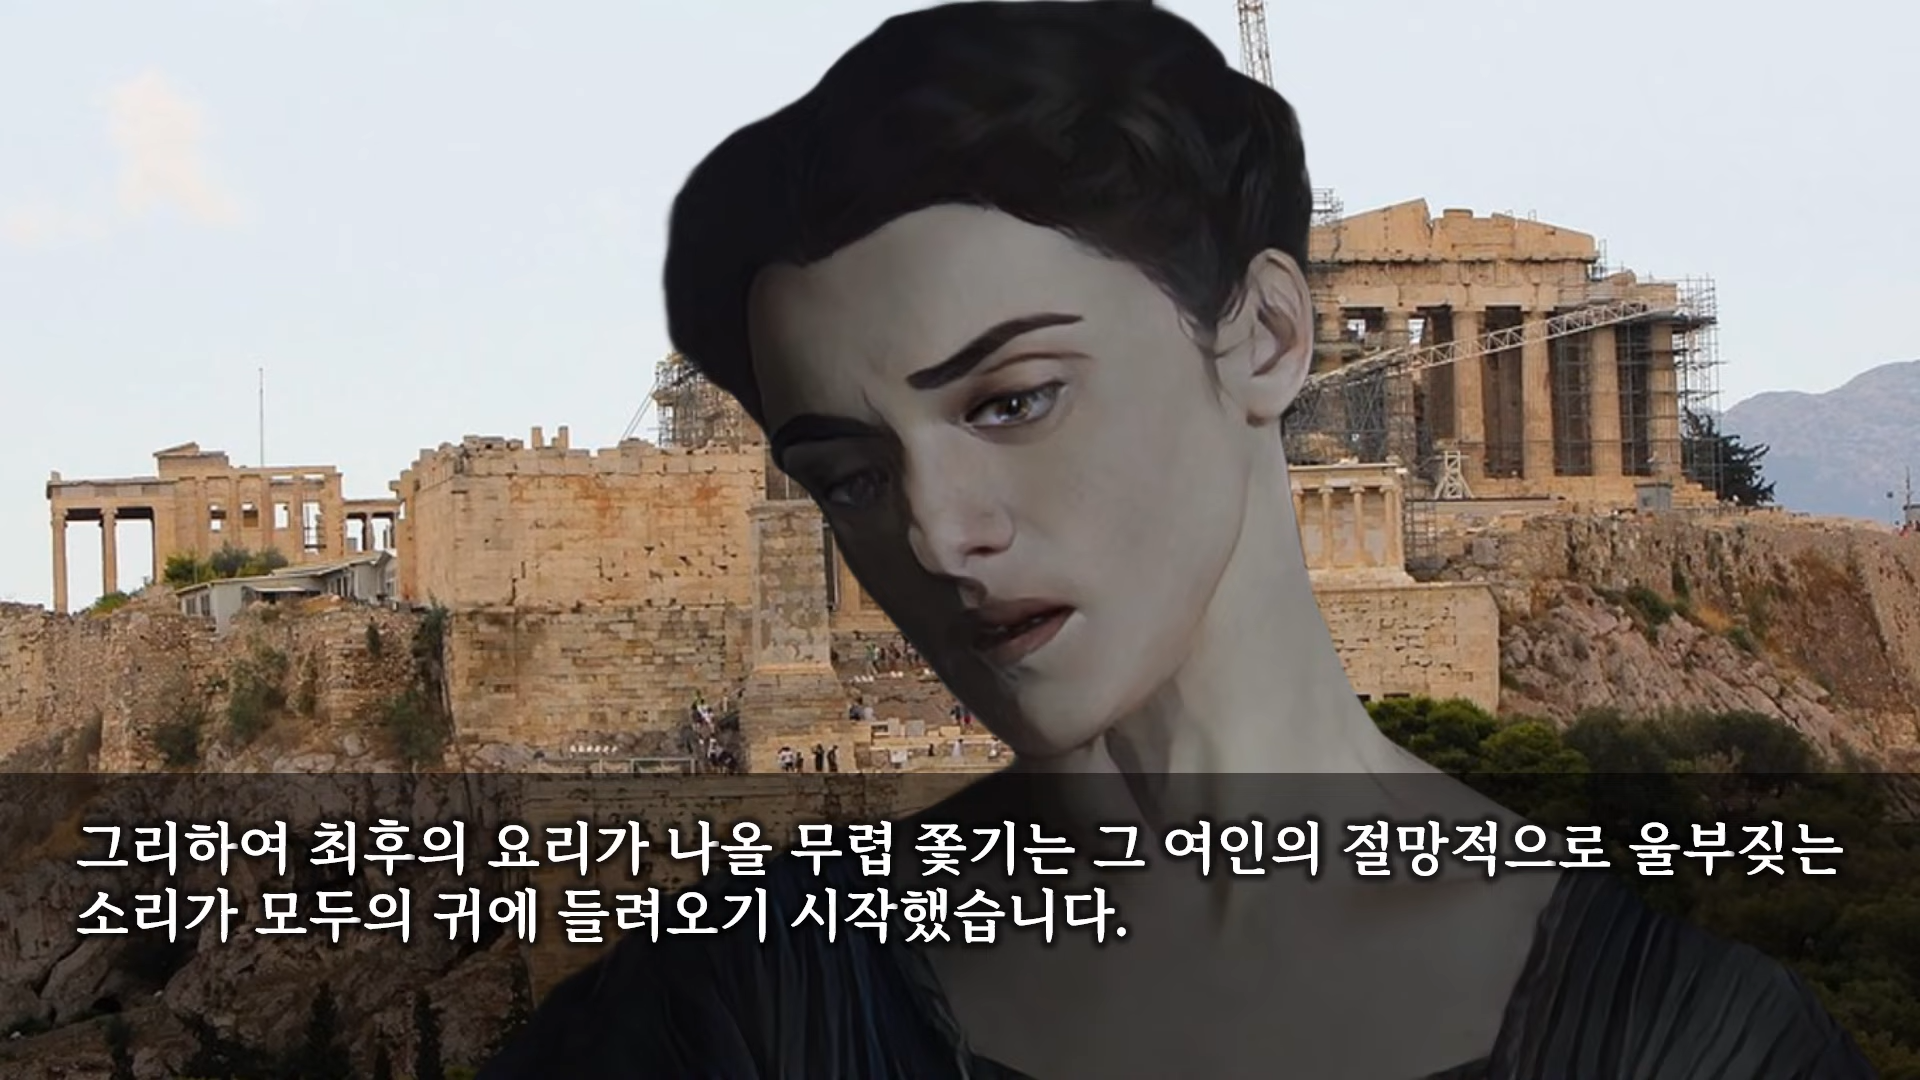 그리하여 최후의 요리가 나올 무렵 쫓기는 그 여인의 절망적으로 울부짖는
소리가 모두의 귀에 들려오기 시작했습니다.